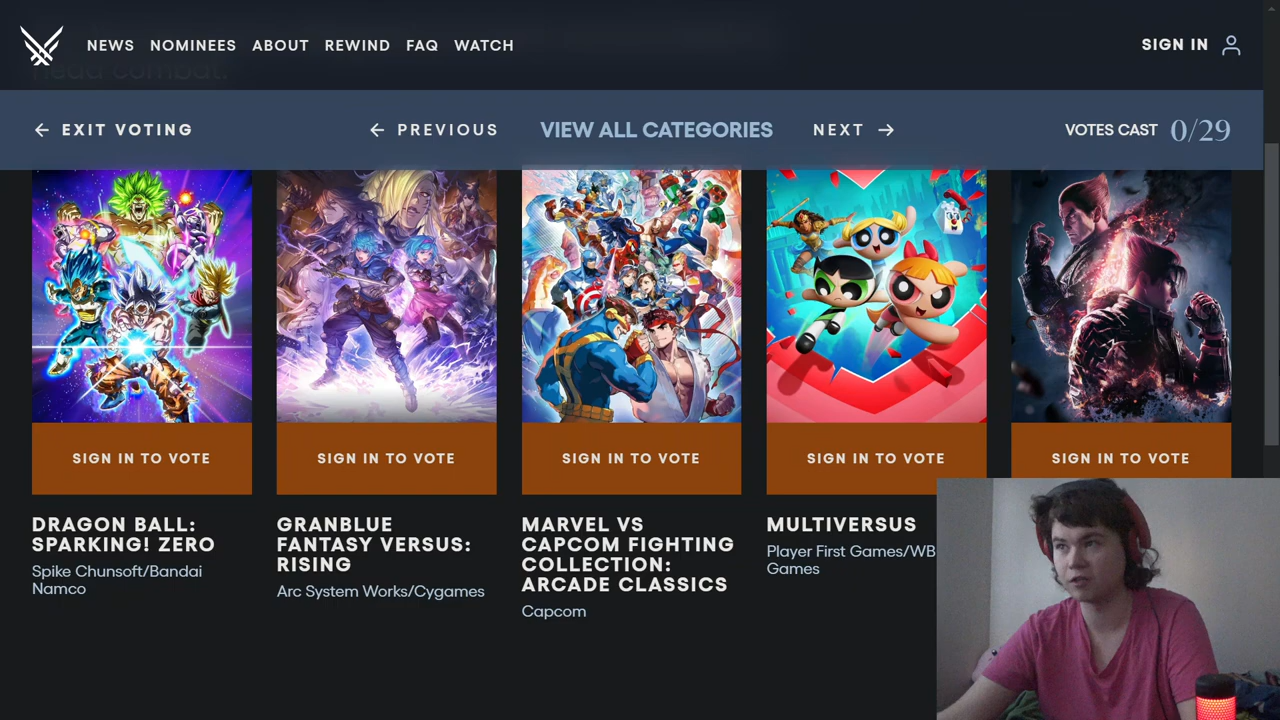 NEWS NOMINEES ABOUT REWIND FAQ WATCH
SIGN IN
head combat.
EXIT VOTING
PREVIOUS
VIEW ALL CATEGORIES
NEXT
VOTES CAST 0/29
SIGN IN TO VOTE
SIGN IN TO VOTE
SIGN IN TO VOTE
SIGN IN TO VOTE
SIGN IN TO VOTE
DRAGON BALL:
SPARKING! ZERO
Spike Chunsoft/Bandai
Namco
GRANBLUE
FANTASY VERSUS:
RISING
Arc System Works/Cygames
MARVEL VS
CAPCOM FIGHTING
COLLECTION:
ARCADE CLASSICS
Capcom
MULTIVERSUS
Player First Games/WB
Games